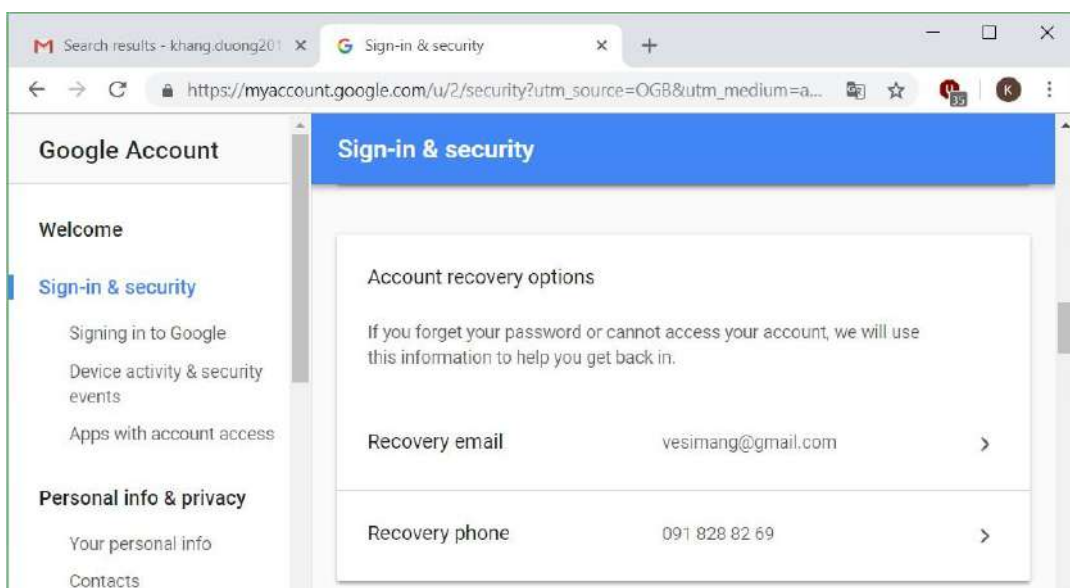 Search results - khang.duong201
Sign-in & security
https://myaccount.google.com/u/2/security?utm_source=OGB&utm_medium=a...
35
K
Google Account
Sign-in & security
Welcome
Sign-in & security
Signing in to Google
Device activity & security
events
Apps with account access
Personal info & privacy
Your personal info
Contacts
Account recovery options
If you forget your password or cannot access your account, we will use
this information to help you get back in.
Recovery email vesimang@gmail.com
Recovery phone 091 828 82 69